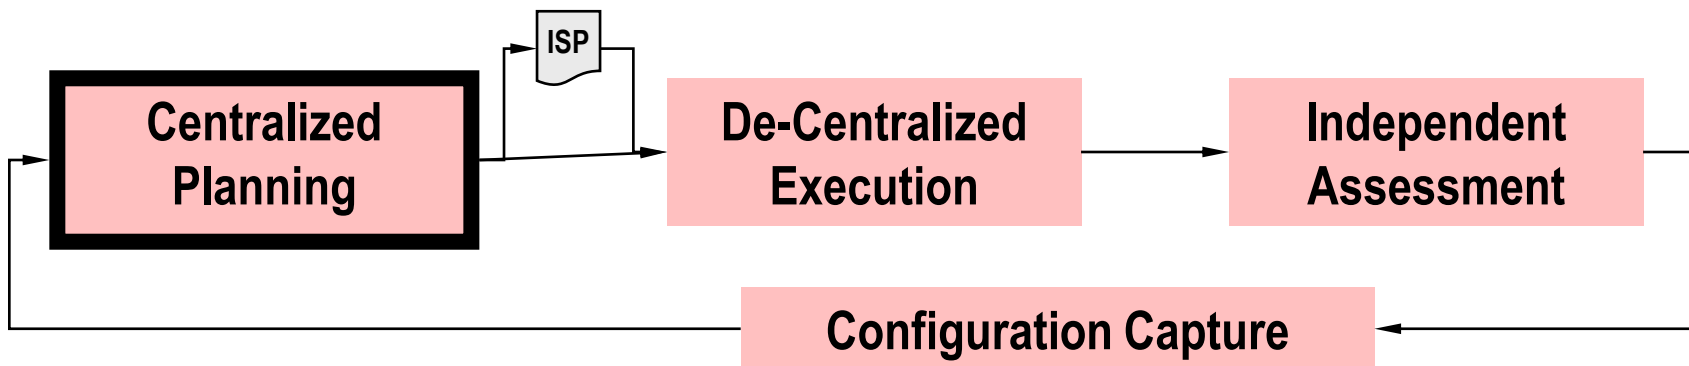 ISP
Centralized
Planning
De-Centralized
Execution
Independent
Assessment
Configuration Capture